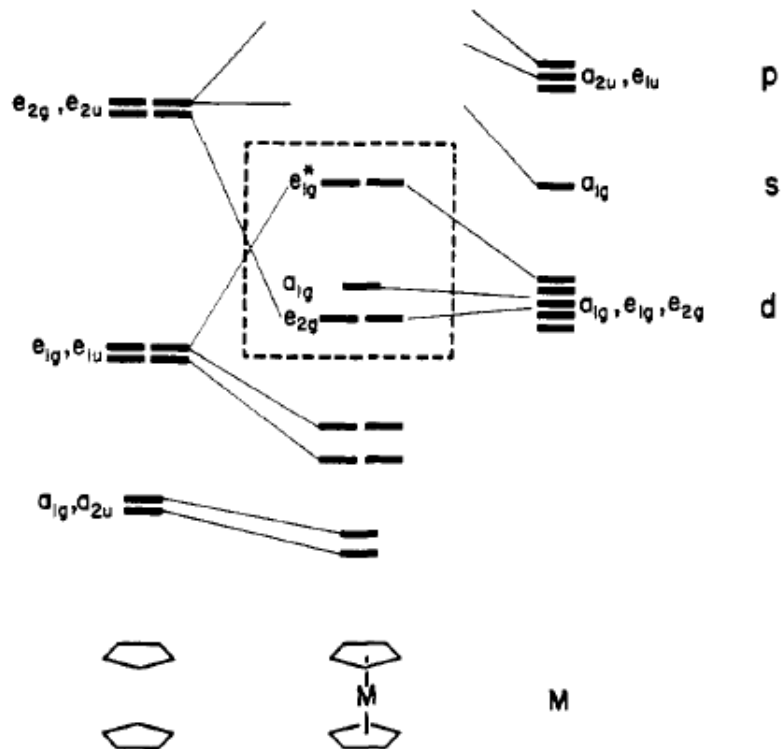 e2g ,e2u
a2u,e1u
p
e*1g
a1g
s
a1g
e2g
a1g,e1g,e2g
d
e1g,e1u
a1g,a2u
M
M